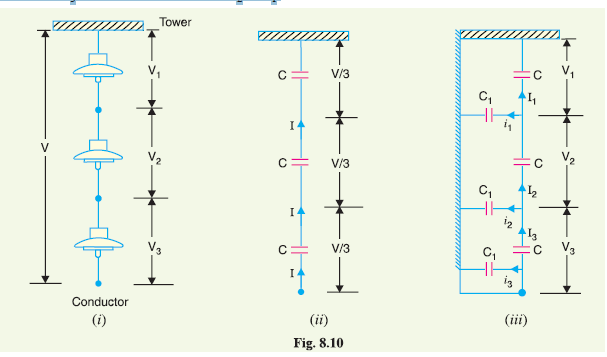 Tower
V
V1
V2
V3
Conductor
(i)
C
V/3
I
C
V/3
I
C
V/3
I
(ii)
C
V1
C1
I1
i1
C
V2
C1
I2
i2
I3
C1
C
V3
i3
(iii)
Fig. 8.10